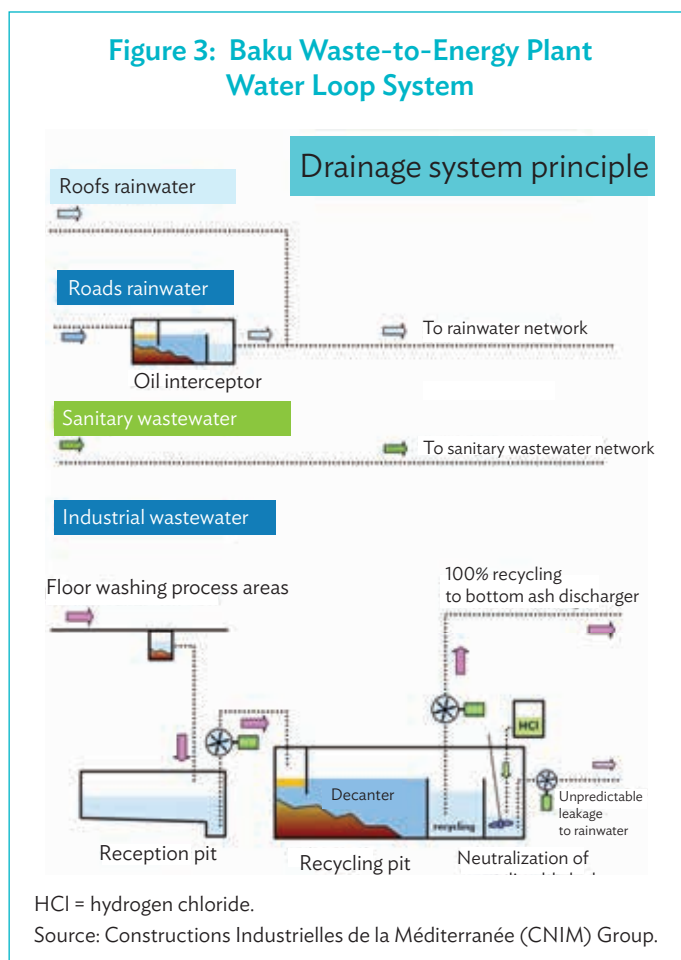 Figure 3: Baku Waste-to-Energy Plant
Water Loop System
Drainage system principle
Roofs rainwater
Roads rainwater
To rainwater network
Oil interceptor
Sanitary wastewater
To sanitary wastewater network
Industrial wastewater
Floor washing process areas
100% recycling
to bottom ash discharger
HCl
Decanter
recycling
Unpredictable
leakage
to rainwater
Reception pit
Recycling pit
Neutralization of
HCl = hydrogen chloride.
Source: Constructions Industrielles de la Méditerranée (CNIM) Group.